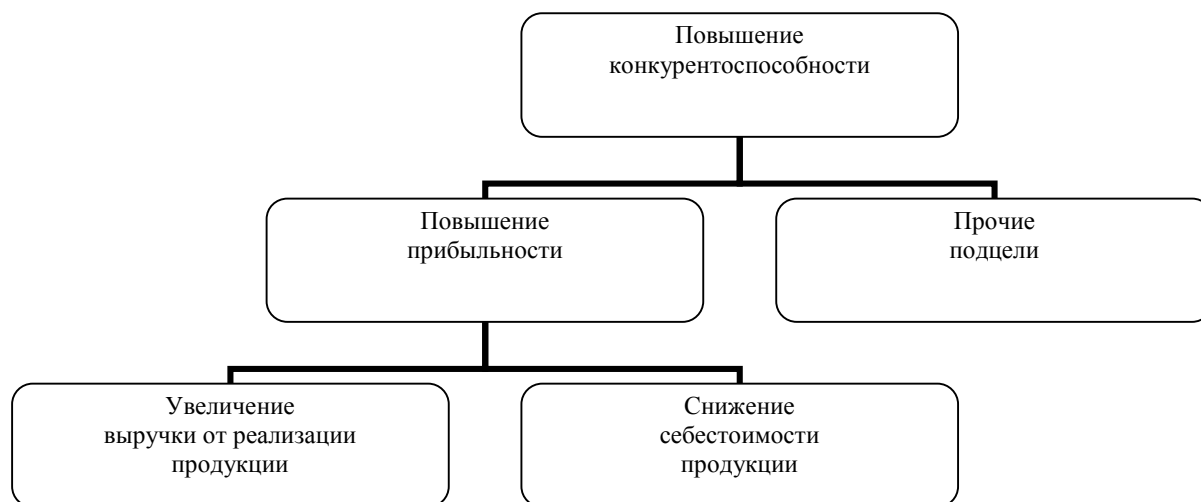 Повышение
конкурентоспособности
Повышение
прибыльности
Прочие
подцели
Увеличение
выручки от реализации
продукции
Снижение
себестоимости
продукции